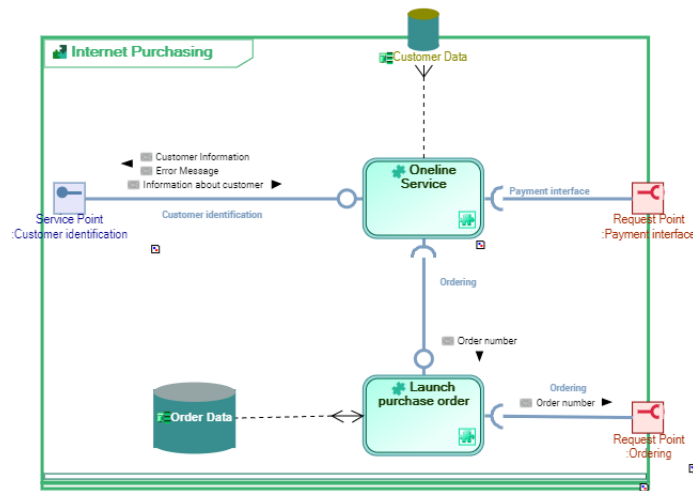 Internet Purchasing
Customer Data
Customer Information
Error Message
Information about customer
Oneline
Service
Payment interface
Service Point
:Customer identification
Customer identification
Request Point
:Payment interface
Ordering
Order number
Launch
purchase order
Ordering
Order number
Order Data
Request Point
:Ordering